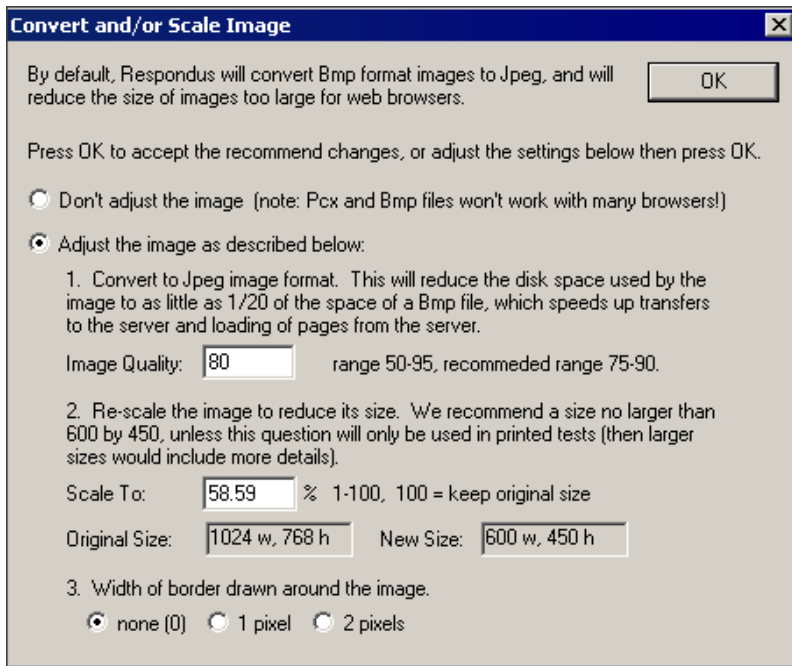 Convert and/or Scale Image
By default, Respondus will convert Bmp format images to Jpeg, and will
reduce the size of images too large for web browsers.
OK
Press OK to accept the recommend changes, or adjust the settings below then press OK.
Don't adjust the image (note: Pcx and Bmp files won't work with many browsers!)
Adjust the image as described below:
1. Convert to Jpeg image format. This will reduce the disk space used by the
image to as little as 1/20 of the space of a Bmp file, which speeds up transfers
to the server and loading of pages from the server.
Image Quality: 80 range 50-95, recommeded range 75-90.
2. Re-scale the image to reduce its size. We recommend a size no larger than
600 by 450, unless this question will only be used in printed tests (then larger
sizes would include more details).
Scale To: 58.59 % 1-100, 100 = keep original size
Original Size: 1024 w, 768 h New Size: 600 w, 450 h
3. Width of border drawn around the image.
none (0) 1 pixel 2 pixels